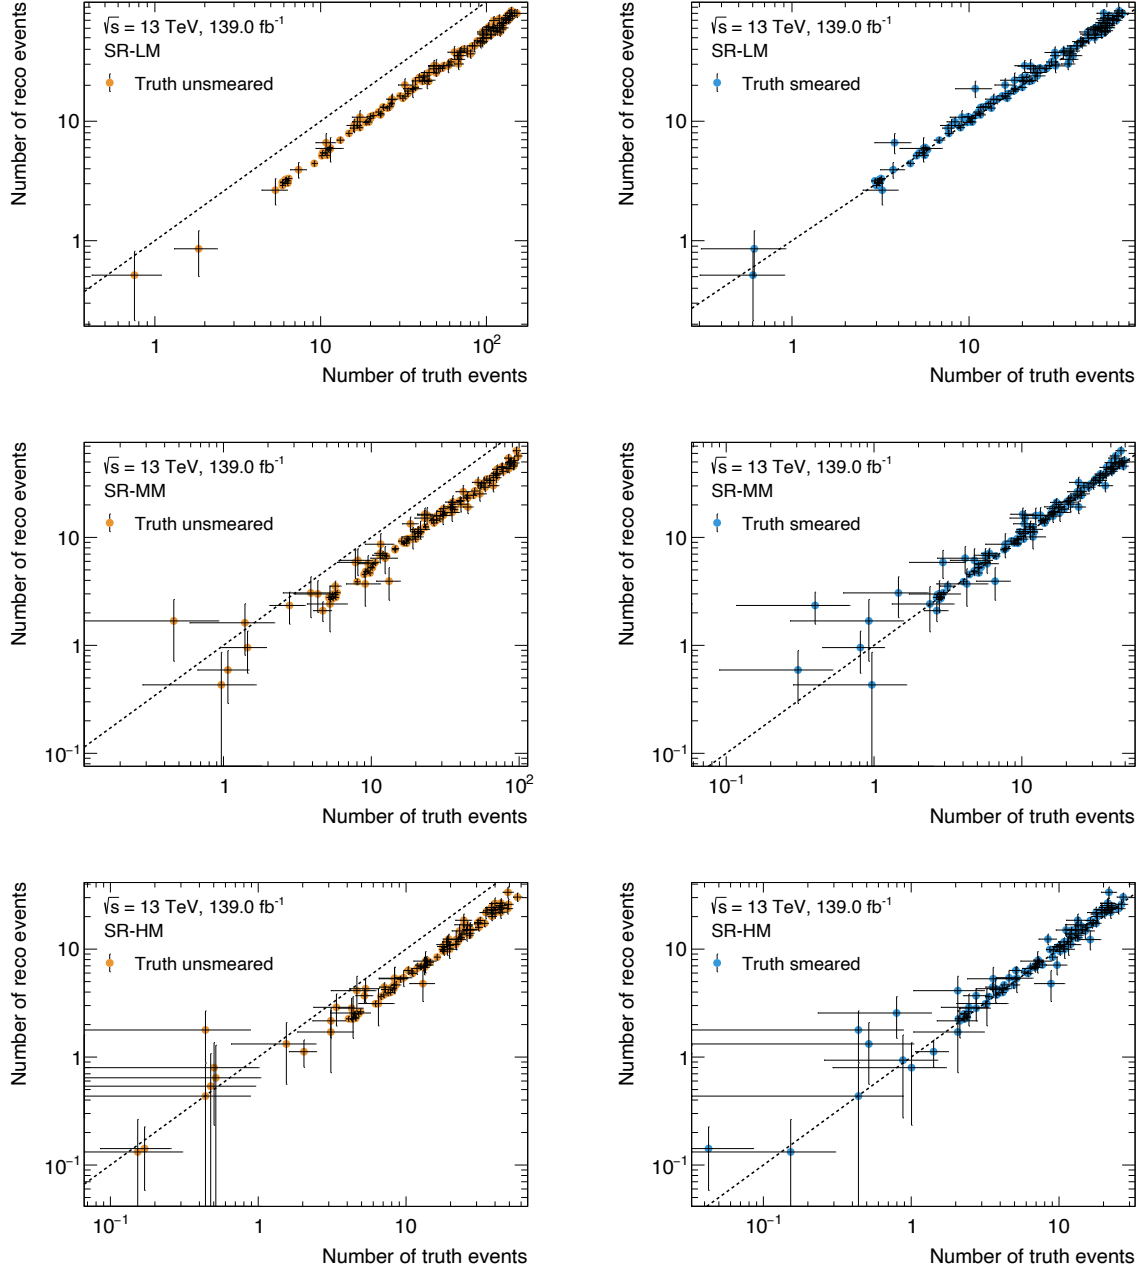 √s = 13 TeV, 139.0 fb⁻¹
SR-LM
Truth unsmeared
Number of reco events
10
1
1
10
10²
Number of truth events
√s = 13 TeV, 139.0 fb⁻¹
SR-LM
Truth smeared
Number of reco events
10
1
1
10
Number of truth events
√s = 13 TeV, 139.0 fb⁻¹
SR-MM
Truth unsmeared
Number of reco events
10
1
10⁻¹
1
10
10²
Number of truth events
√s = 13 TeV, 139.0 fb⁻¹
SR-MM
Truth smeared
Number of reco events
10
1
10⁻¹
10⁻¹
1
10
Number of truth events
√s = 13 TeV, 139.0 fb⁻¹
SR-HM
Truth unsmeared
Number of reco events
10
1
10⁻¹
10⁻¹
1
10
Number of truth events
√s = 13 TeV, 139.0 fb⁻¹
SR-HM
Truth smeared
Number of reco events
10
1
10⁻¹
10⁻¹
1
10
Number of truth events